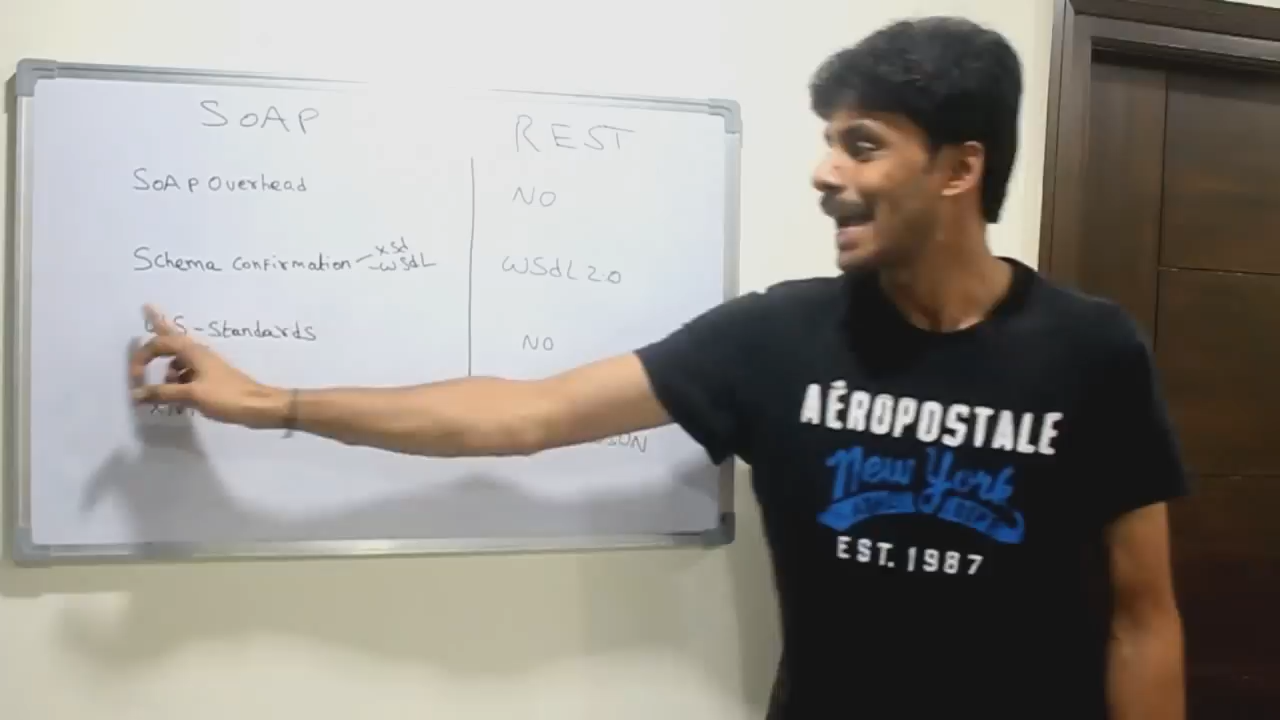 SOAP
REST
SOAP Overhead
NO
Schema Confirmation
xsd
WSdL
WSdL 2.0
WS-Standards
NO
AÉROPOSTALE
New York
EST. 1987